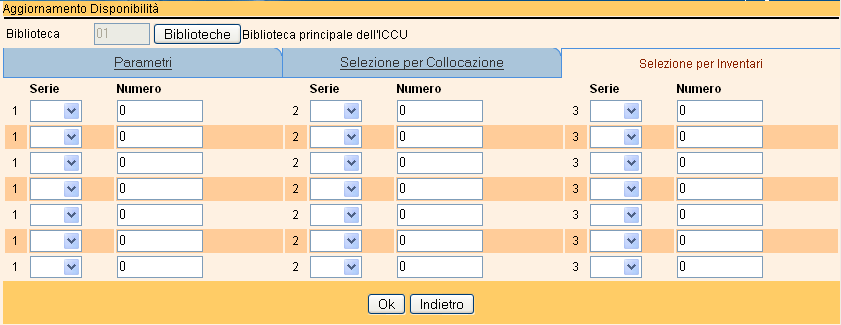 Aggiornamento Disponibilità
Biblioteca 01 Biblioteche Biblioteca principale dell'ICCU
Parametri Selezione per Collocazione Selezione per Inventari
Serie Numero Serie Numero Serie Numero
1 0 2 0 3 0
1 0 2 0 3 0
1 0 2 0 3 0
1 0 2 0 3 0
1 0 2 0 3 0
1 0 2 0 3 0
1 0 2 0 3 0
Ok Indietro